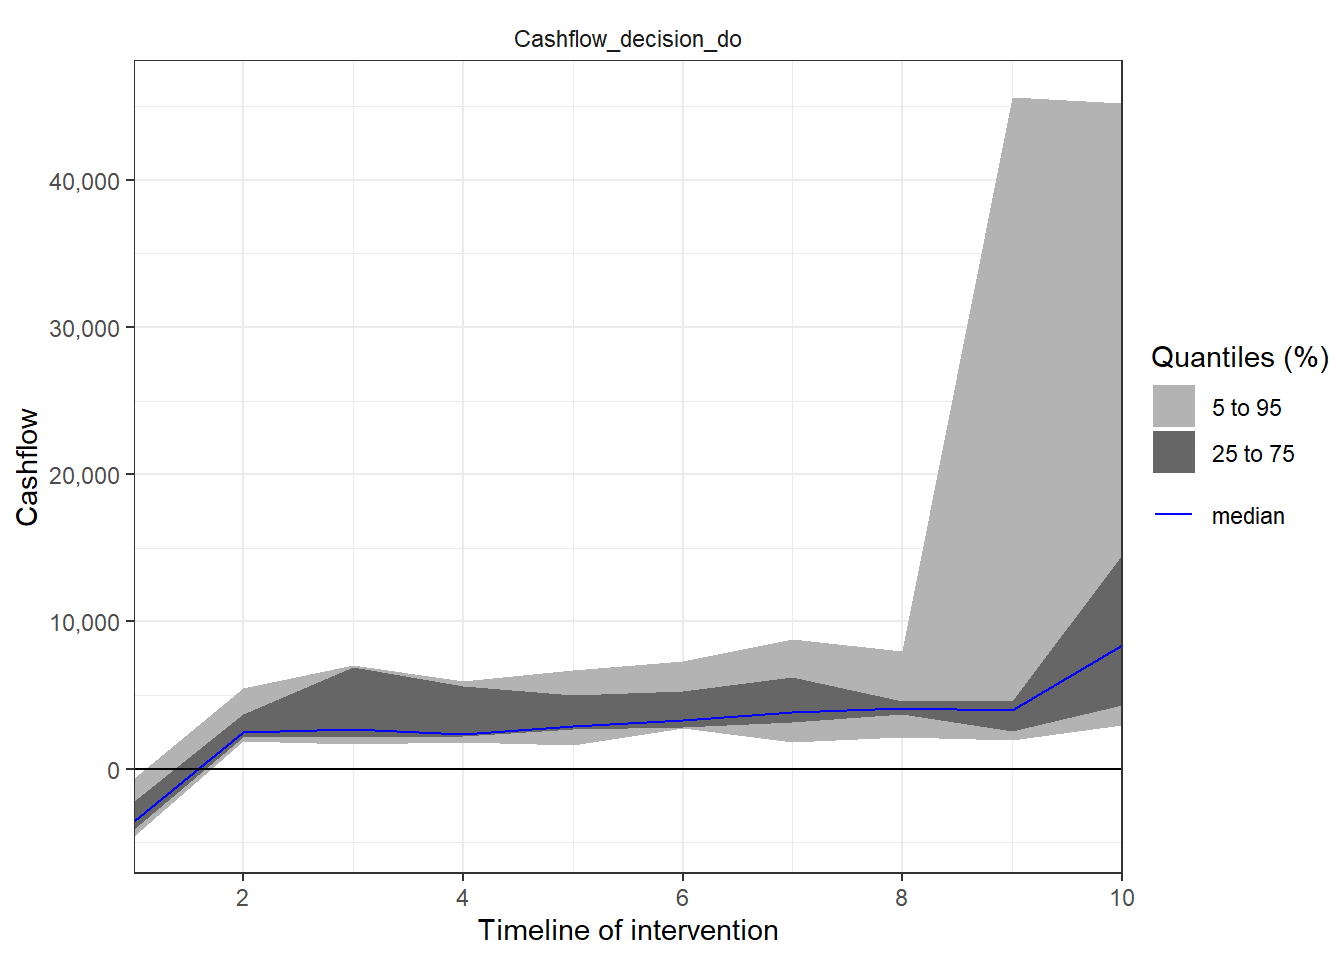 Cashflow_decision_do
Cashflow
40,000
30,000
20,000
10,000
0
2
4
6
8
10
Timeline of intervention
Quantiles (%)
5 to 95
25 to 75
median